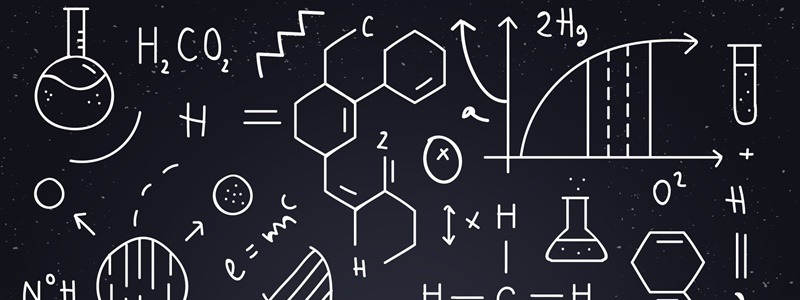 H₂CO₂
C
2Hg
H =
a
2
x
+
O²
H
e = mc
x
H
H
N°H
H — C — H